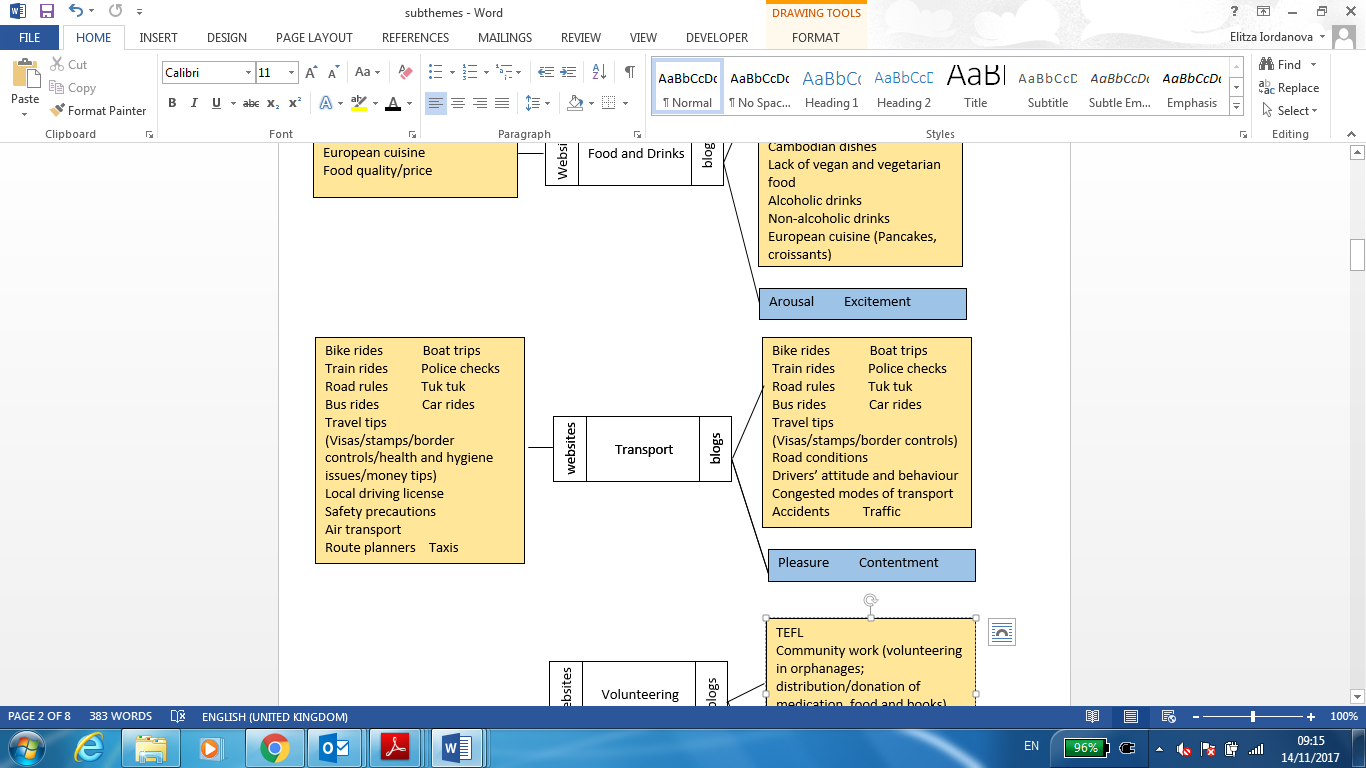 subthemes - Word
DRAWING TOOLS
Elitza Iordanova
FILE HOME INSERT DESIGN PAGE LAYOUT REFERENCES MAILINGS REVIEW VIEW DEVELOPER FORMAT
Paste
Cut
Copy
Format Painter
Clipboard
Calibri 11
Font
Paragraph
AaBbCcDc ¶ Normal
AaBbCcDc ¶ No Spac...
AaBbCc Heading 1
AaBbCcD Heading 2
AaBl Title
AaBbCcD Subtitle
AaBbCcDc Subtle Em...
AaBbCcDc Emphasis
Styles
Find
Replace
Select
Editing
European cuisine
Food quality/price
Websi
Food and Drinks
blog
Cambodian dishes
Lack of vegan and vegetarian
food
Alcoholic drinks
Non-alcoholic drinks
European cuisine (Pancakes,
croissants)
Arousal Excitement
Bike rides Boat trips
Train rides Police checks
Road rules Tuk tuk
Bus rides Car rides
Travel tips
(Visas/stamps/border
controls/health and hygiene
issues/money tips)
Local driving license
Safety precautions
Air transport
Route planners Taxis
websites
Transport
blogs
Bike rides Boat trips
Train rides Police checks
Road rules Tuk tuk
Bus rides Car rides
Travel tips
(Visas/stamps/border controls)
Road conditions
Drivers' attitude and behaviour
Congested modes of transport
Accidents Traffic
Pleasure Contentment
ebsites
Volunteering
blogs
TEFL
Community work (volunteering
in orphanages;
distribution/donation of
medication, food and books)
PAGE 2 OF 8 383 WORDS ENGLISH (UNITED KINGDOM) 100%
EN 96% 09:15
14/11/2017